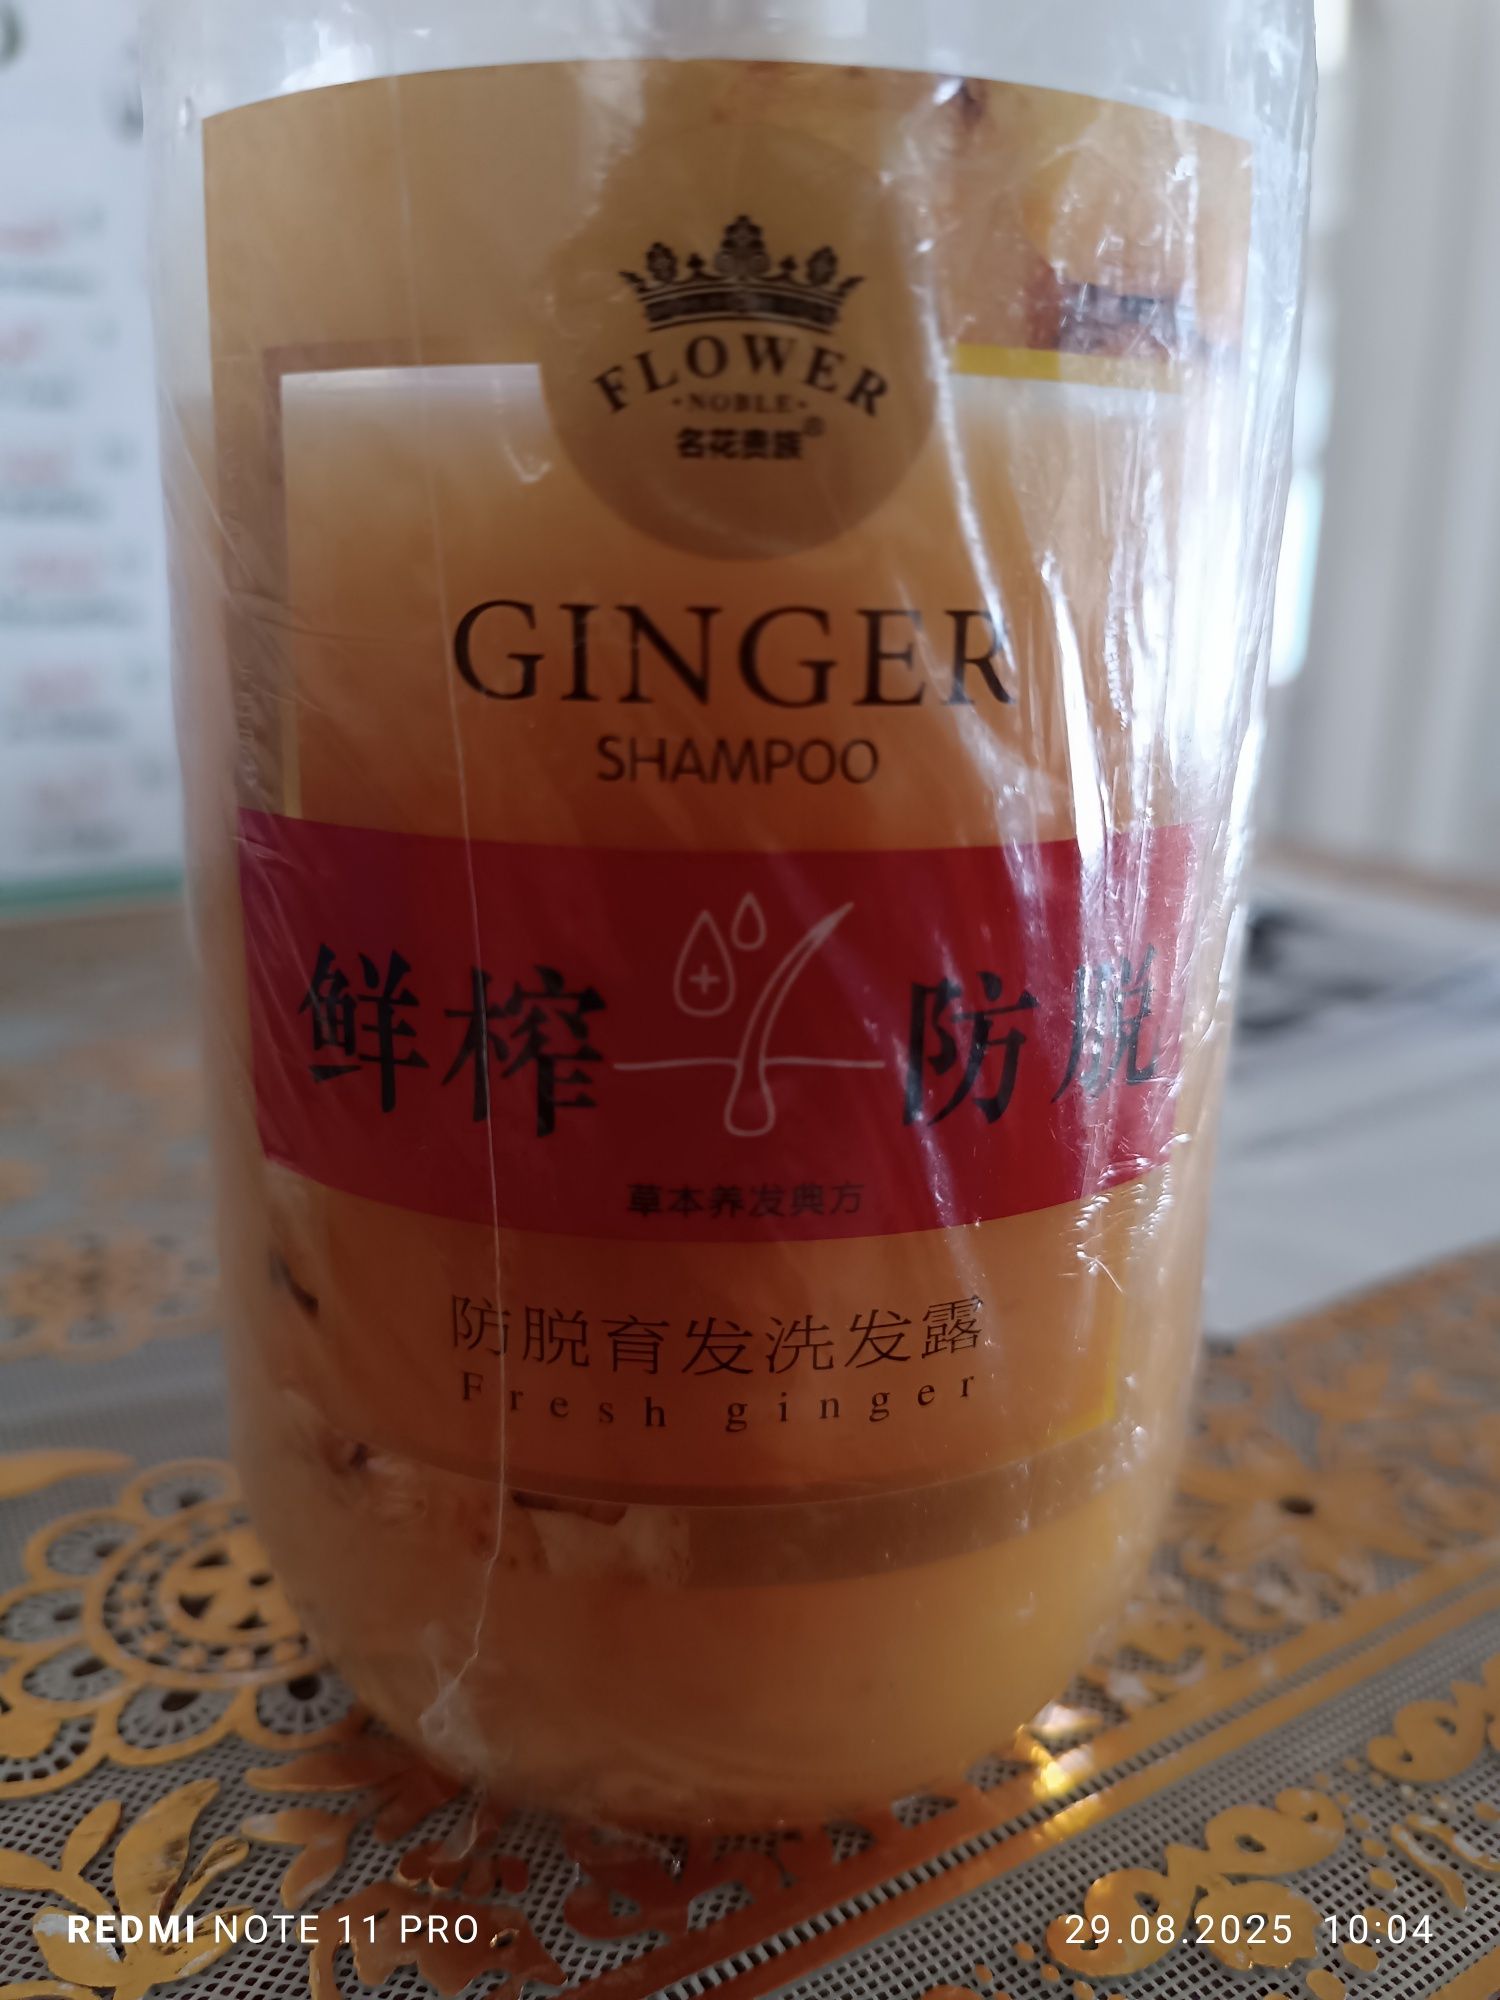 FLOWER
·NOBLE·
名花贵族®
GINGER
SHAMPOO
鲜榨 防脱
草本养发典方
防脱育发洗发露
Fresh ginger
REDMI NOTE 11 PRO
29.08.2025 10:04